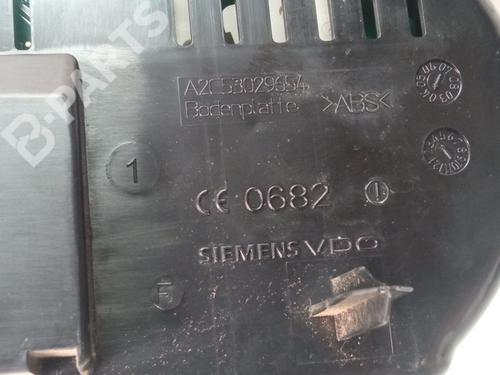 B-PARTS
A2C53029654
Bodenplatte >ABS<
1
CE 0682
SIEMENS VDO